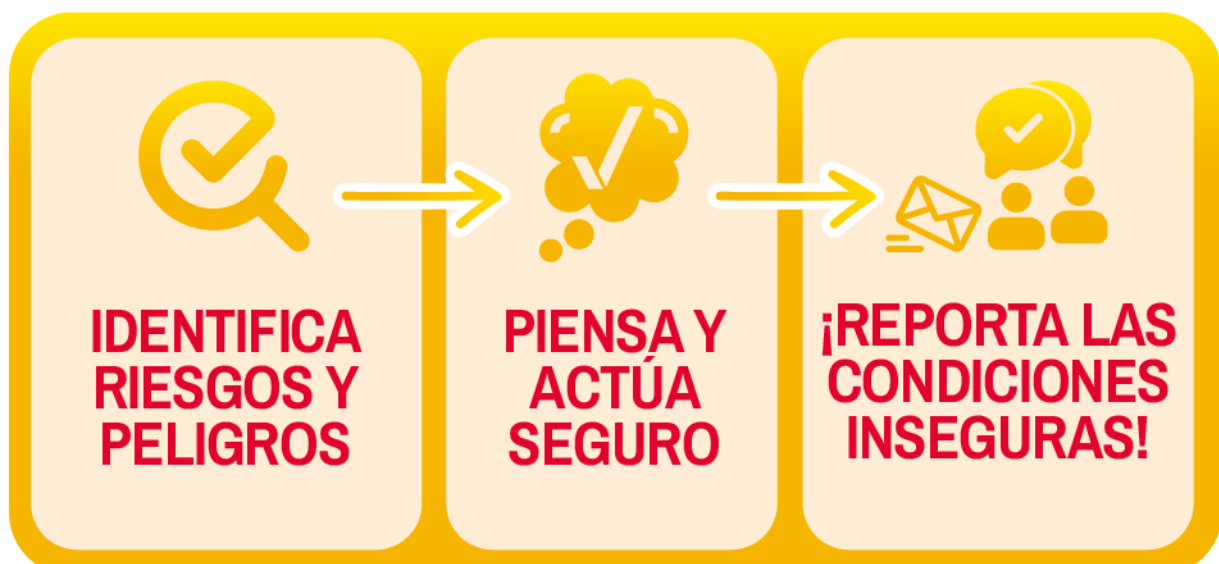 IDENTIFICA
RIESGOS Y
PELIGROS
PIENSA Y
ACTÚA
SEGURO
¡REPORTA LAS
CONDICIONES
INSEGURAS!